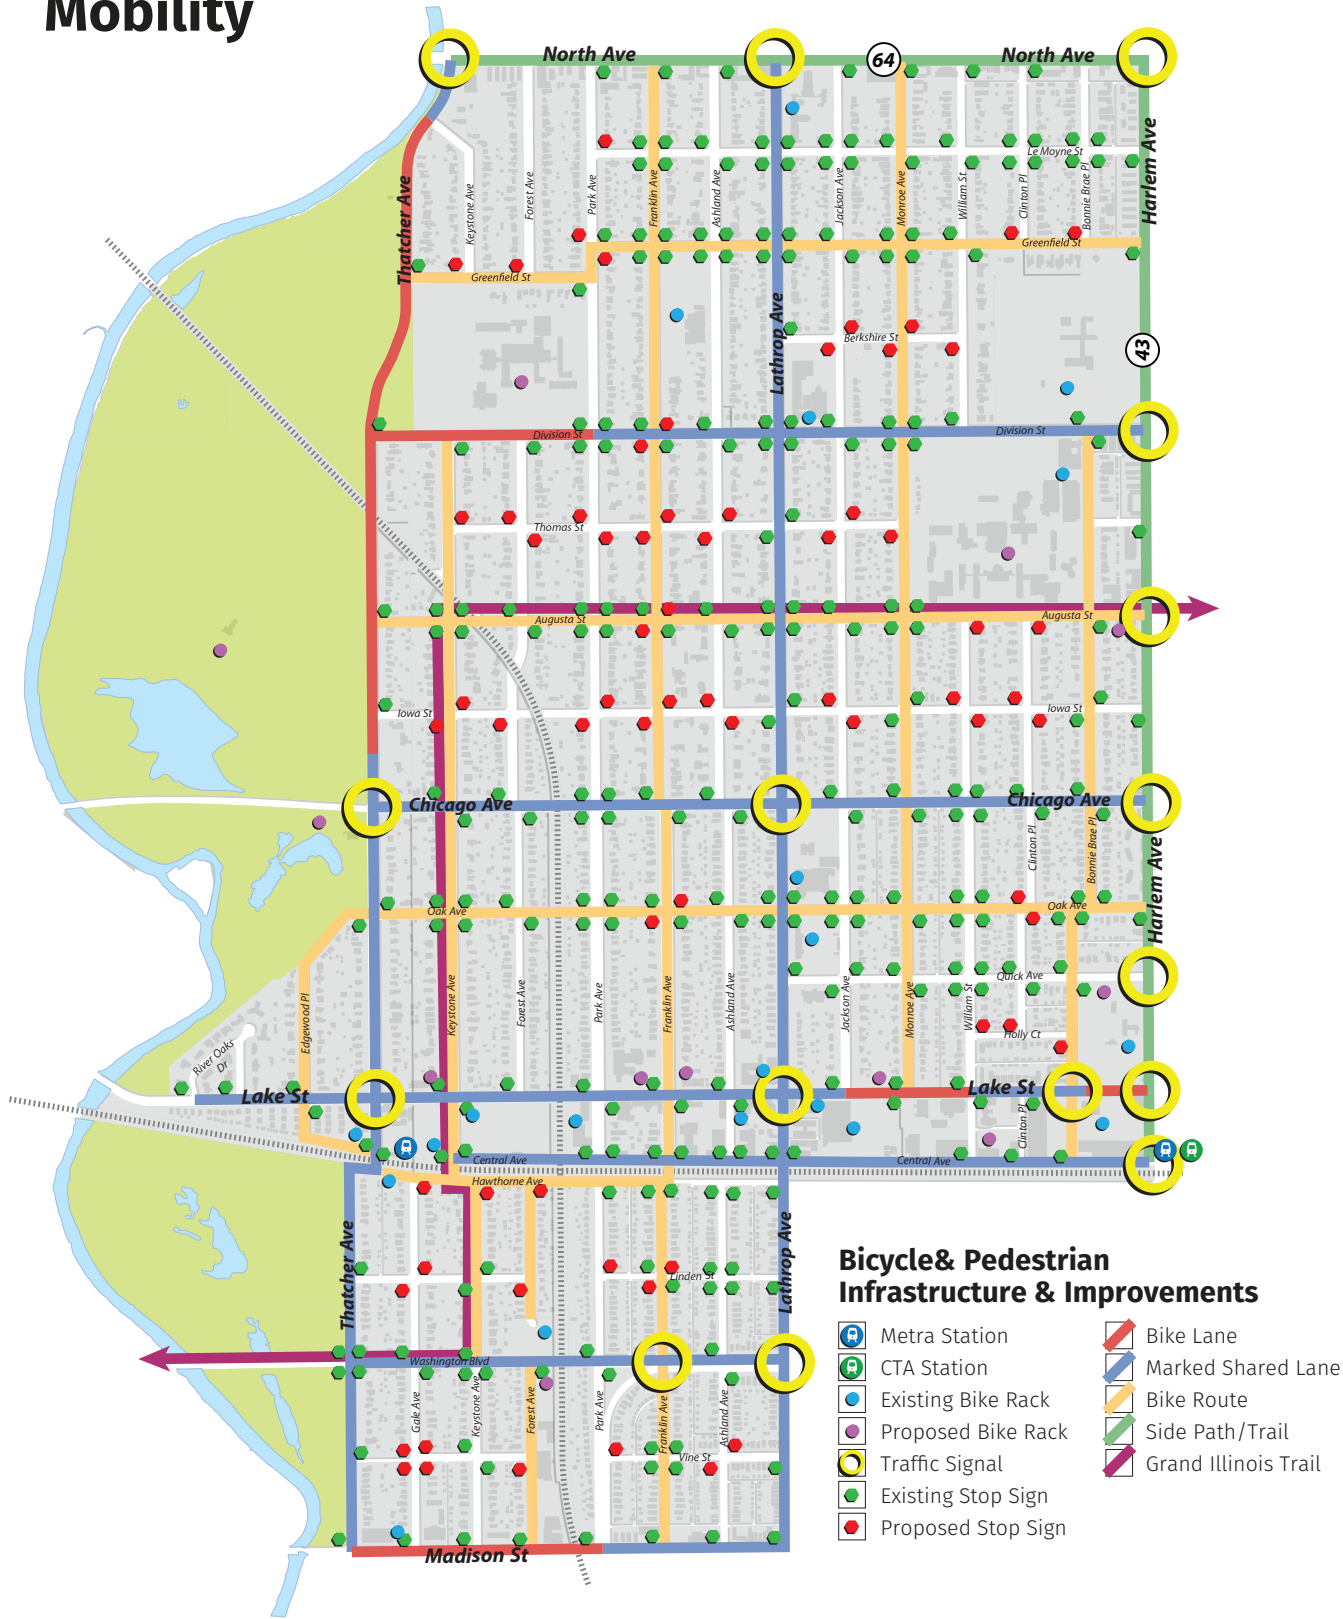 Mobility
North Ave
64
North Ave
Le Moyne St
Harlem Ave
Thatcher Ave
Keystone Ave
Forest Ave
Park Ave
Franklin Ave
Ashland Ave
Jackson Ave
Monroe Ave
William St
Clinton Pl
Bonnie Brae Pl
Greenfield St
Greenfield St
Lathrop Ave
Berkshire St
43
Division St
Division St
Thomas St
Augusta St
Augusta St
Iowa St
Iowa St
Chicago Ave
Chicago Ave
Clinton Pl
Bonnie Brae Pl
Harlem Ave
Oak Ave
Oak Ave
Quick Ave
Edgewood Pl
Keystone Ave
Forest Ave
Park Ave
Franklin Ave
Ashland Ave
Jackson Ave
Monroe Ave
William St
River Oaks
Dr
Holly Ct
Lake St
Lake St
Clinton Pl
Central Ave
Central Ave
Hawthorne Ave
Thatcher Ave
Lathrop Ave
Linden St
Washington Blvd
Gale Ave
Keystone Ave
Forest Ave
Park Ave
Franklin Ave
Ashland Ave
Vine St
Madison St
Bicycle& Pedestrian
Infrastructure & Improvements
Metra Station
CTA Station
Existing Bike Rack
Proposed Bike Rack
Traffic Signal
Existing Stop Sign
Proposed Stop Sign
Bike Lane
Marked Shared Lane
Bike Route
Side Path/Trail
Grand Illinois Trail